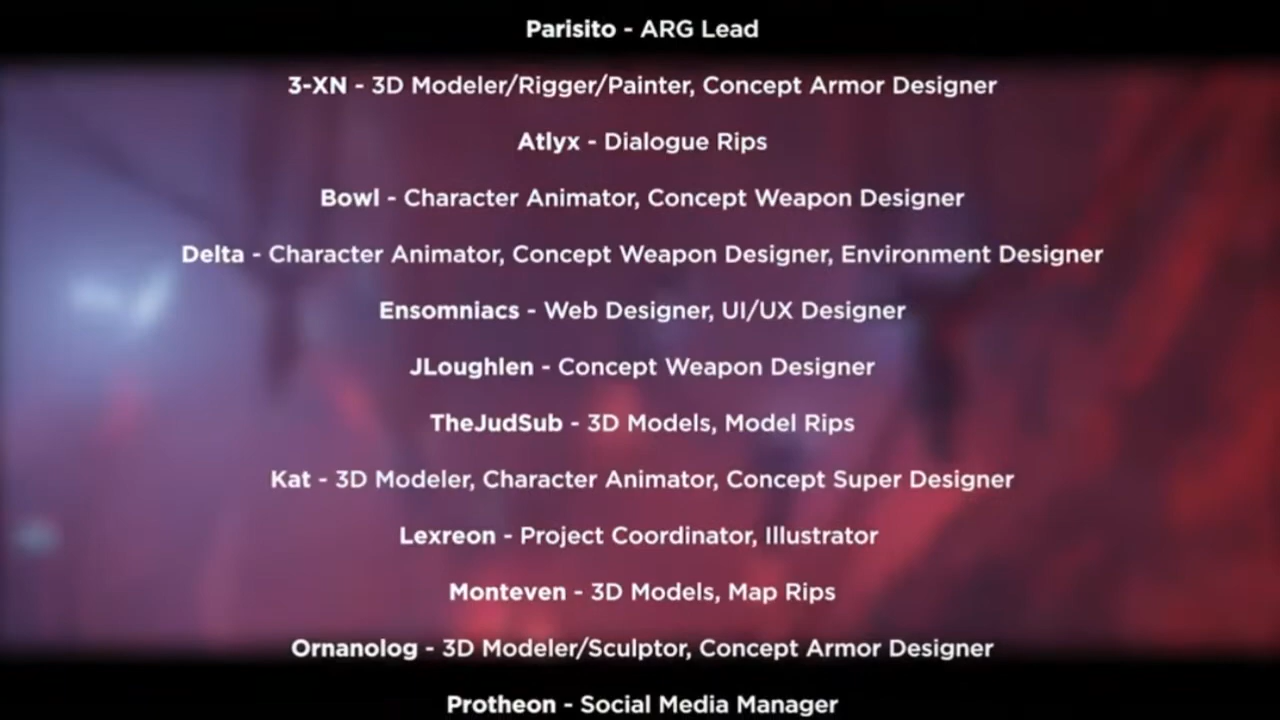 Parisito - ARG Lead
3-XN - 3D Modeler/Rigger/Painter, Concept Armor Designer
Atlyx - Dialogue Rips
Bowl - Character Animator, Concept Weapon Designer
Delta - Character Animator, Concept Weapon Designer, Environment Designer
Ensomniacs - Web Designer, UI/UX Designer
JLoughlen - Concept Weapon Designer
TheJudSub - 3D Models, Model Rips
Kat - 3D Modeler, Character Animator, Concept Super Designer
Lexreon - Project Coordinator, Illustrator
Monteven - 3D Models, Map Rips
Ornanolog - 3D Modeler/Sculptor, Concept Armor Designer
Protheon - Social Media Manager